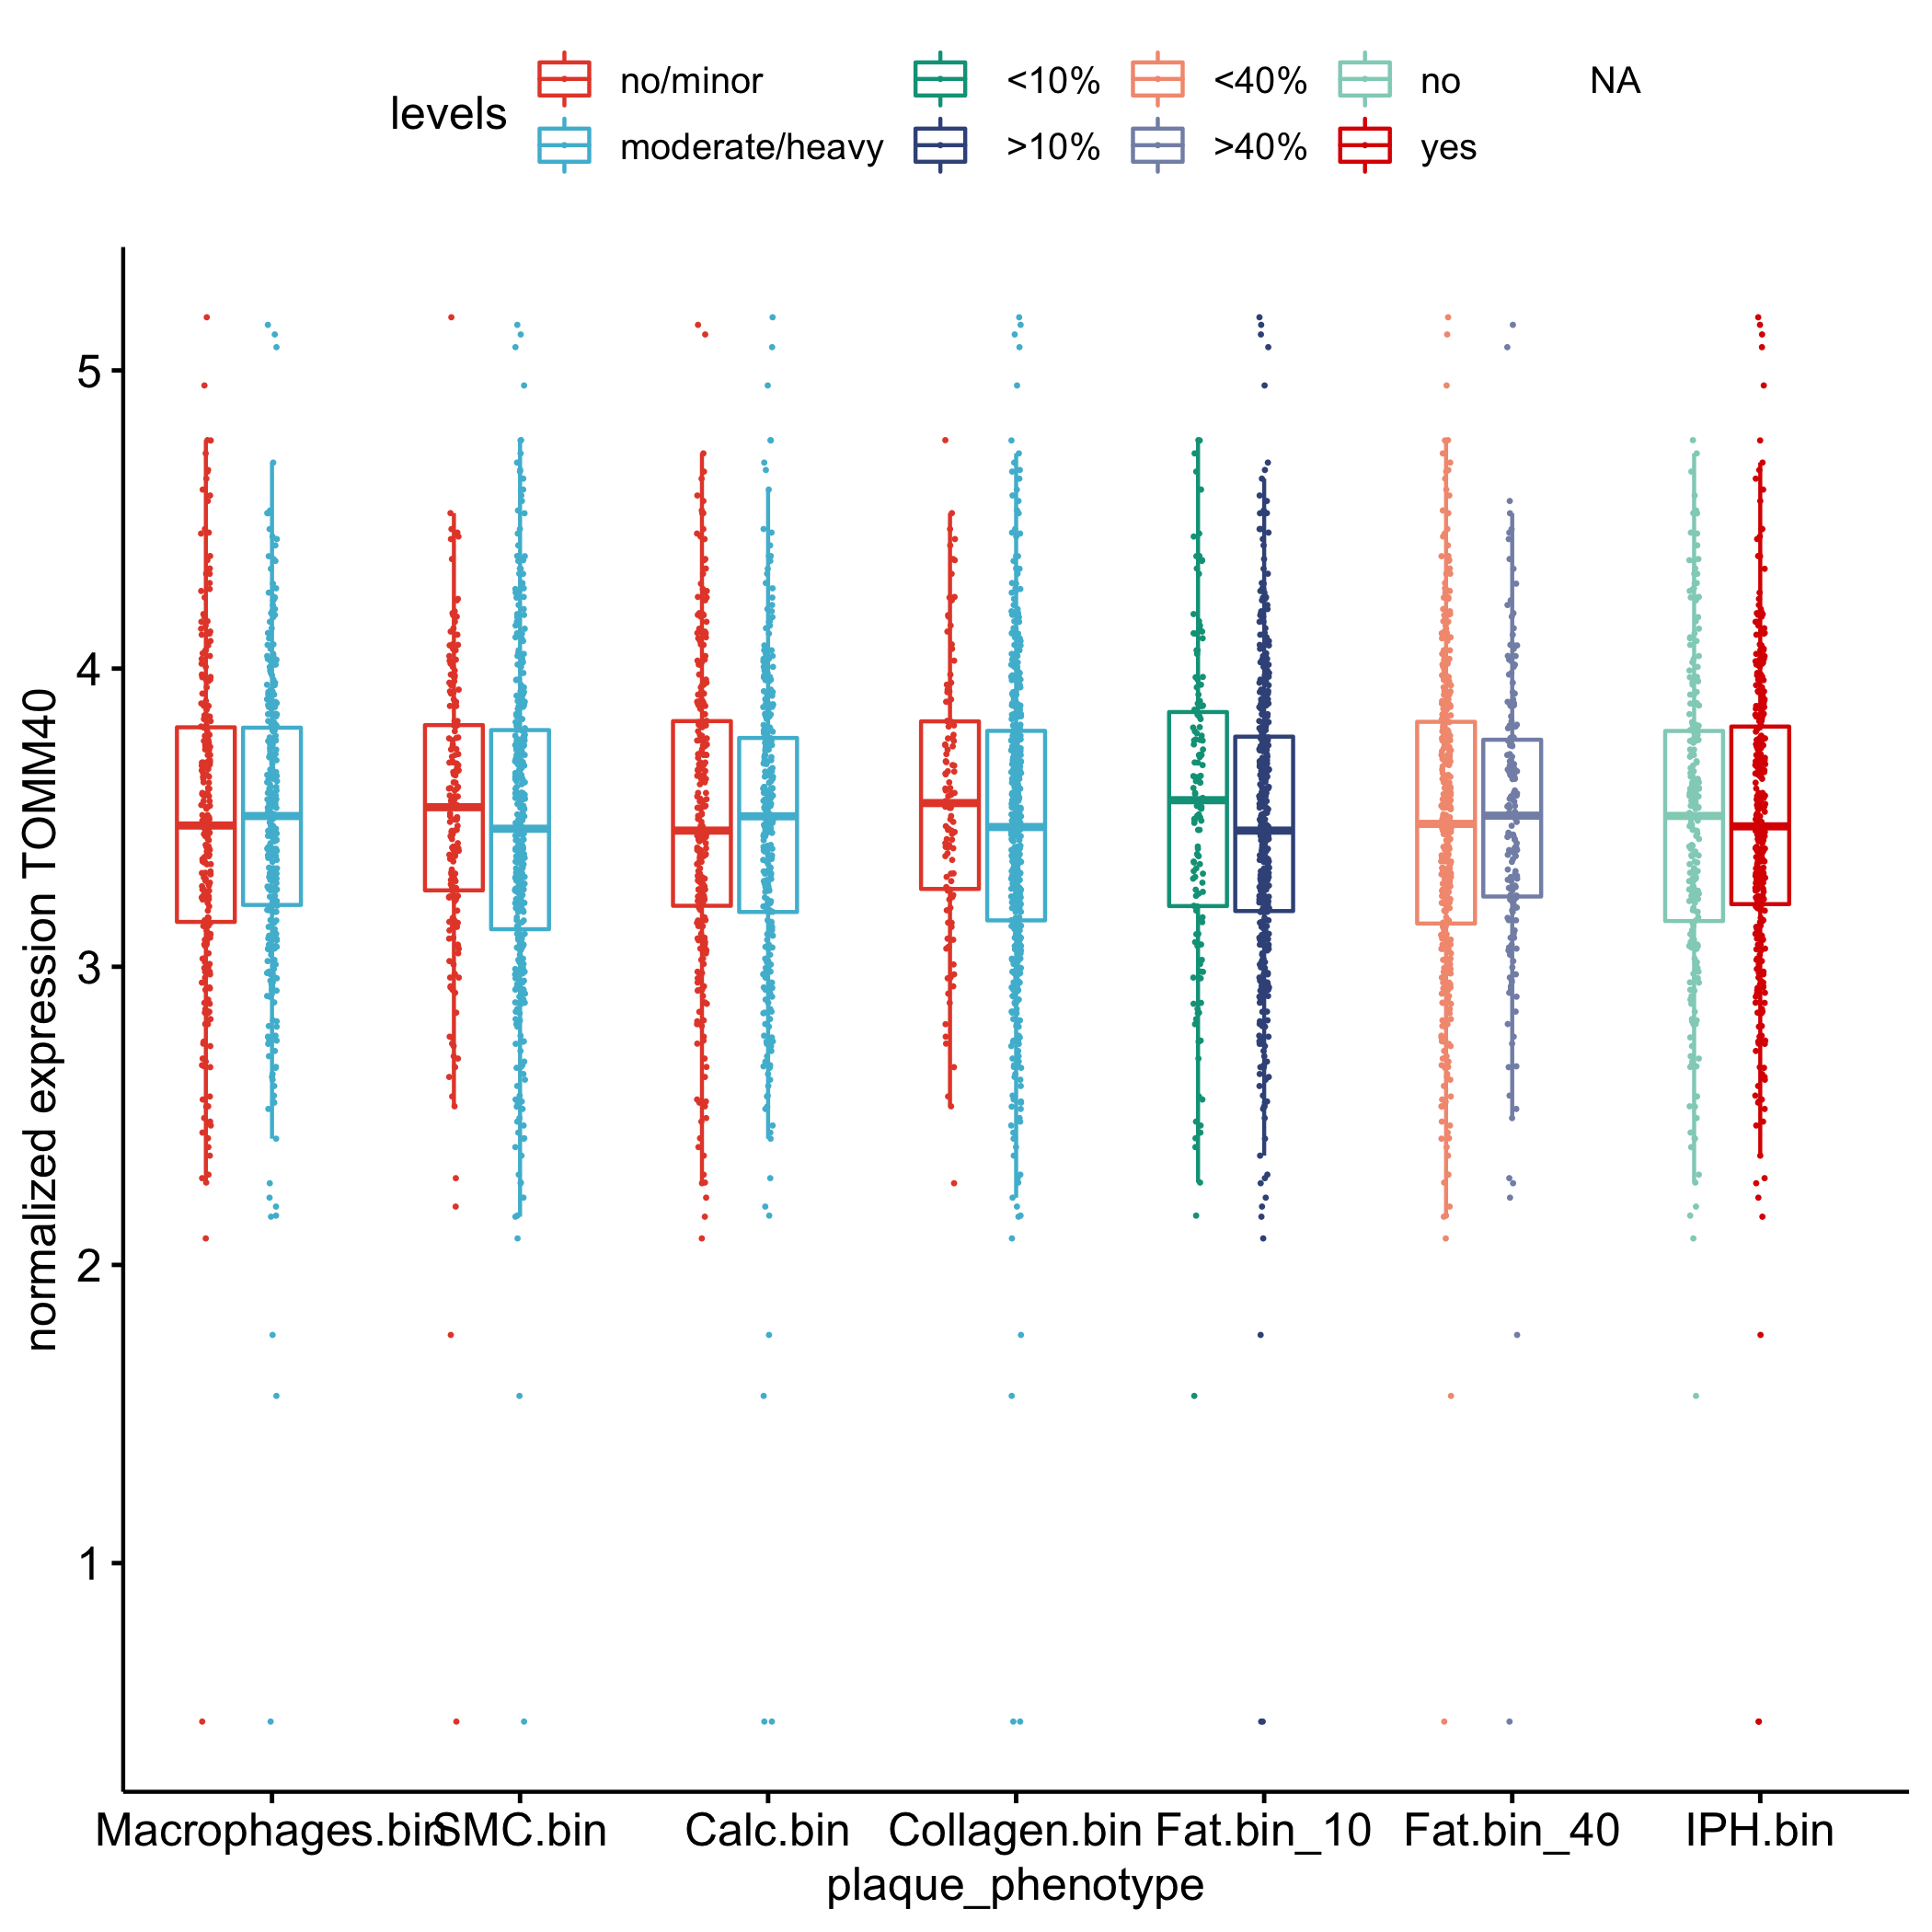 levels
no/minor <10% <40% no NA
moderate/heavy >10% >40% yes
normalized expression TOMM40
5
4
3
2
1
Macrophages.bin SMC.bin Calc.bin Collagen.bin Fat.bin_10 Fat.bin_40 IPH.bin
plaque_phenotype